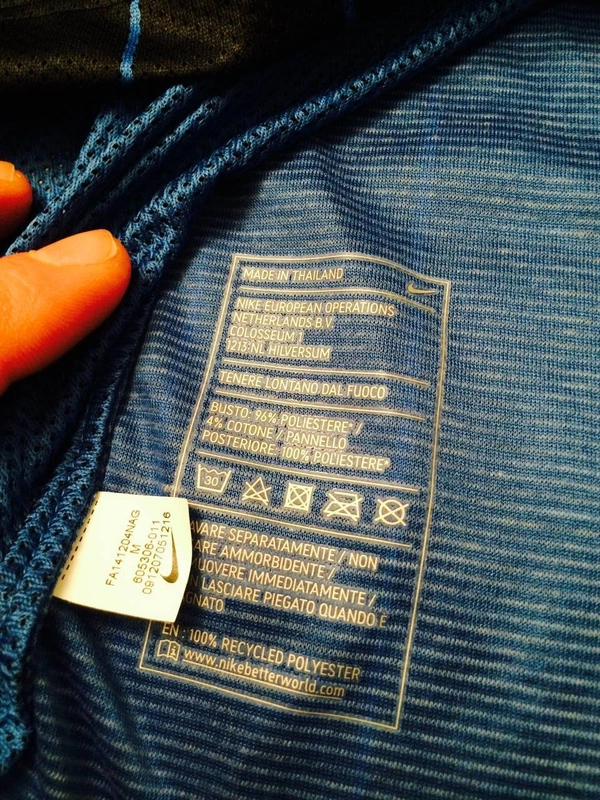 MADE IN THAILAND
NIKE EUROPEAN OPERATIONS
NETHERLANDS B.V.
COLOSSEUM 1
1213 NL HILVERSUM
TENERE LONTANO DAL FUOCO
BUSTO: 96% POLIESTERE* /
4% COTONE / PANNELLO
POSTERIORE: 100% POLIESTERE*
30
AVARE SEPARATAMENTE / NON
ARE AMMORBIDENTE /
UOVERE IMMEDIATAMENTE /
LASCIARE PIEGATO QUANDO È
GNATO
EN : 100% RECYCLED POLYESTER
www.nikebetterworld.com
FA141204NAG
M
605306-011
091207051216